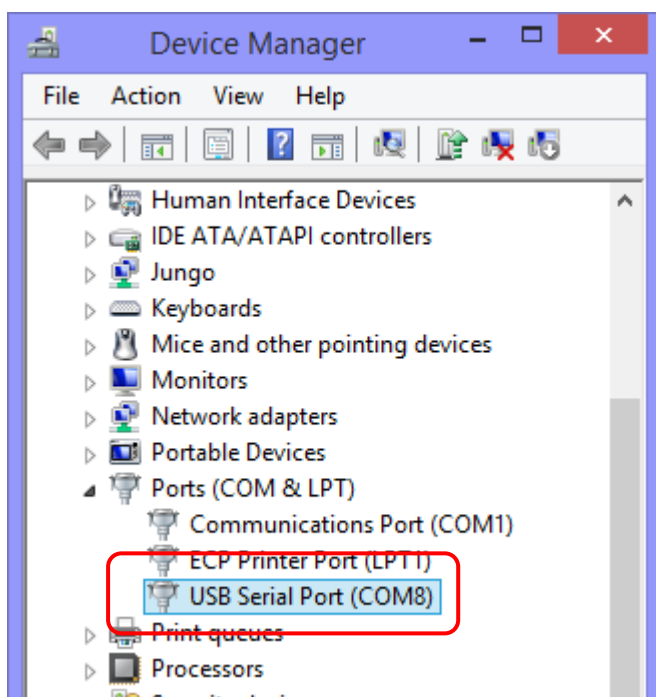 Device Manager
File Action View Help
Human Interface Devices
IDE ATA/ATAPI controllers
Jungo
Keyboards
Mice and other pointing devices
Monitors
Network adapters
Portable Devices
Ports (COM & LPT)
Communications Port (COM1)
ECP Printer Port (LPT1)
USB Serial Port (COM8)
Print queues
Processors